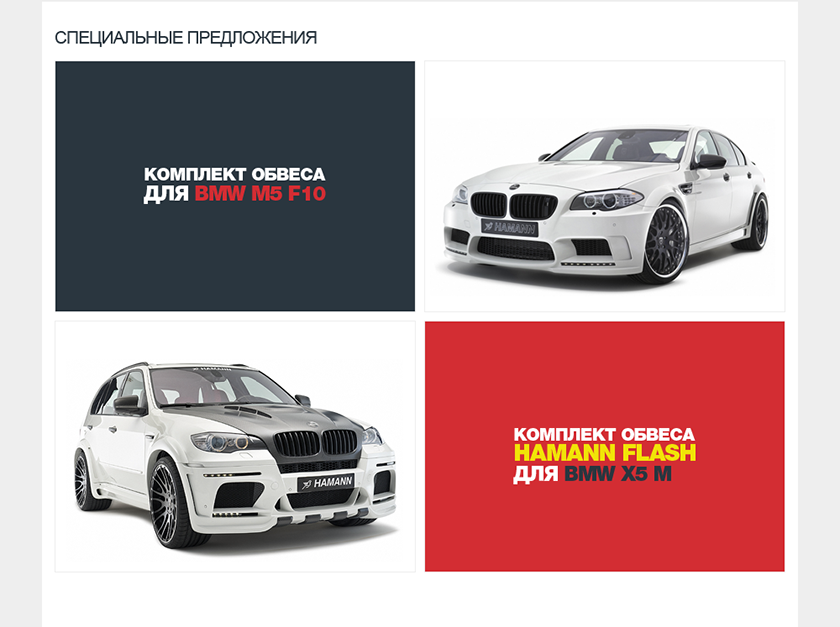 СПЕЦИАЛЬНЫЕ ПРЕДЛОЖЕНИЯ
КОМПЛЕКТ ОБВЕСА
ДЛЯ BMW M5 F10
HAMANN
HAMANN
HAMANN
КОМПЛЕКТ ОБВЕСА
HAMANN FLASH
ДЛЯ BMW X5 M